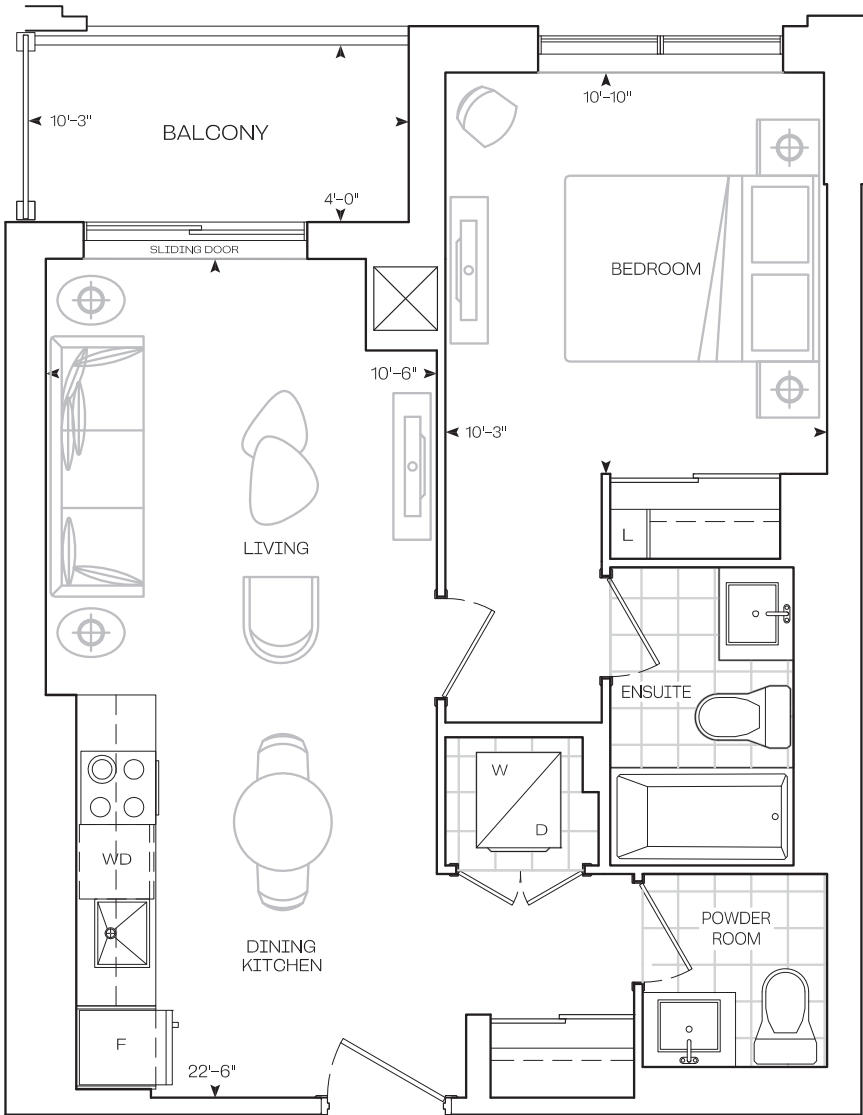 10'-3"
BALCONY
4'-0"
SLIDING DOOR
10'-10"
BEDROOM
10'-6"
10'-3"
LIVING
L
ENSUITE
W
D
WD
POWDER
ROOM
DINING
KITCHEN
F
22'-6"